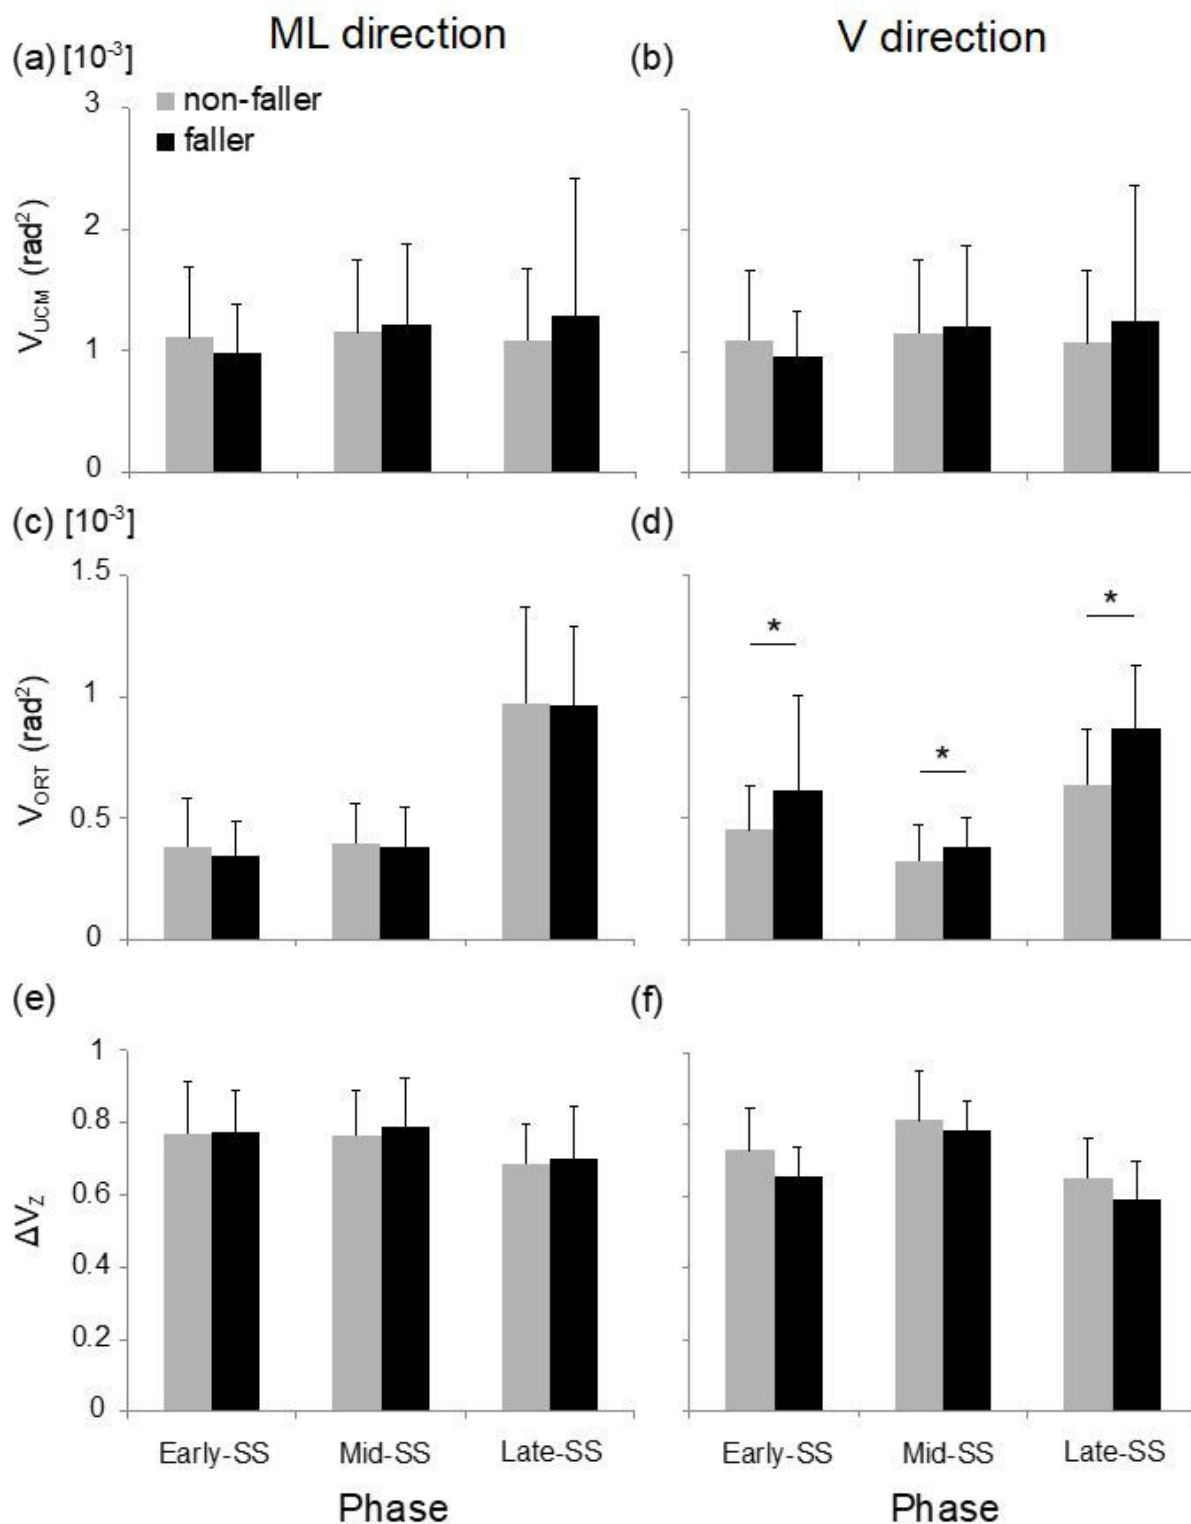 ML direction
V direction
(a) [10⁻³]
(b)
non-faller
faller
3
2
1
0
V_UCM (rad²)
(c) [10⁻³]
(d)
1.5
1
0.5
0
V_ORT (rad²)
*
*
*
(e)
(f)
1
0.8
0.6
0.4
0.2
0
ΔV_Z
Early-SS Mid-SS Late-SS
Early-SS Mid-SS Late-SS
Phase
Phase